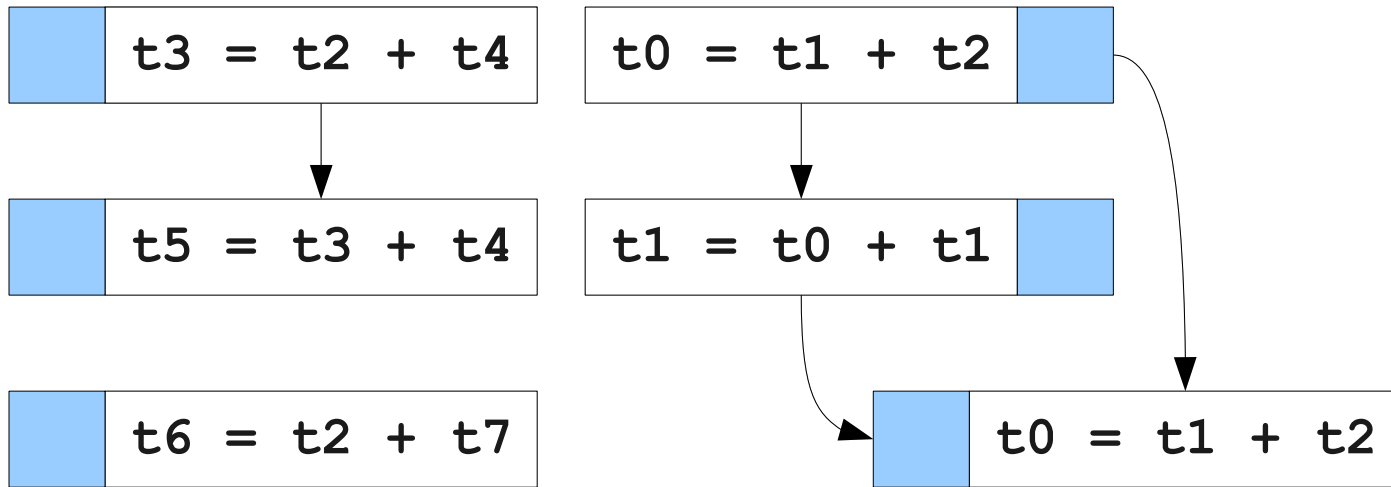 t3 = t2 + t4
t0 = t1 + t2
t5 = t3 + t4
t1 = t0 + t1
t6 = t2 + t7
t0 = t1 + t2